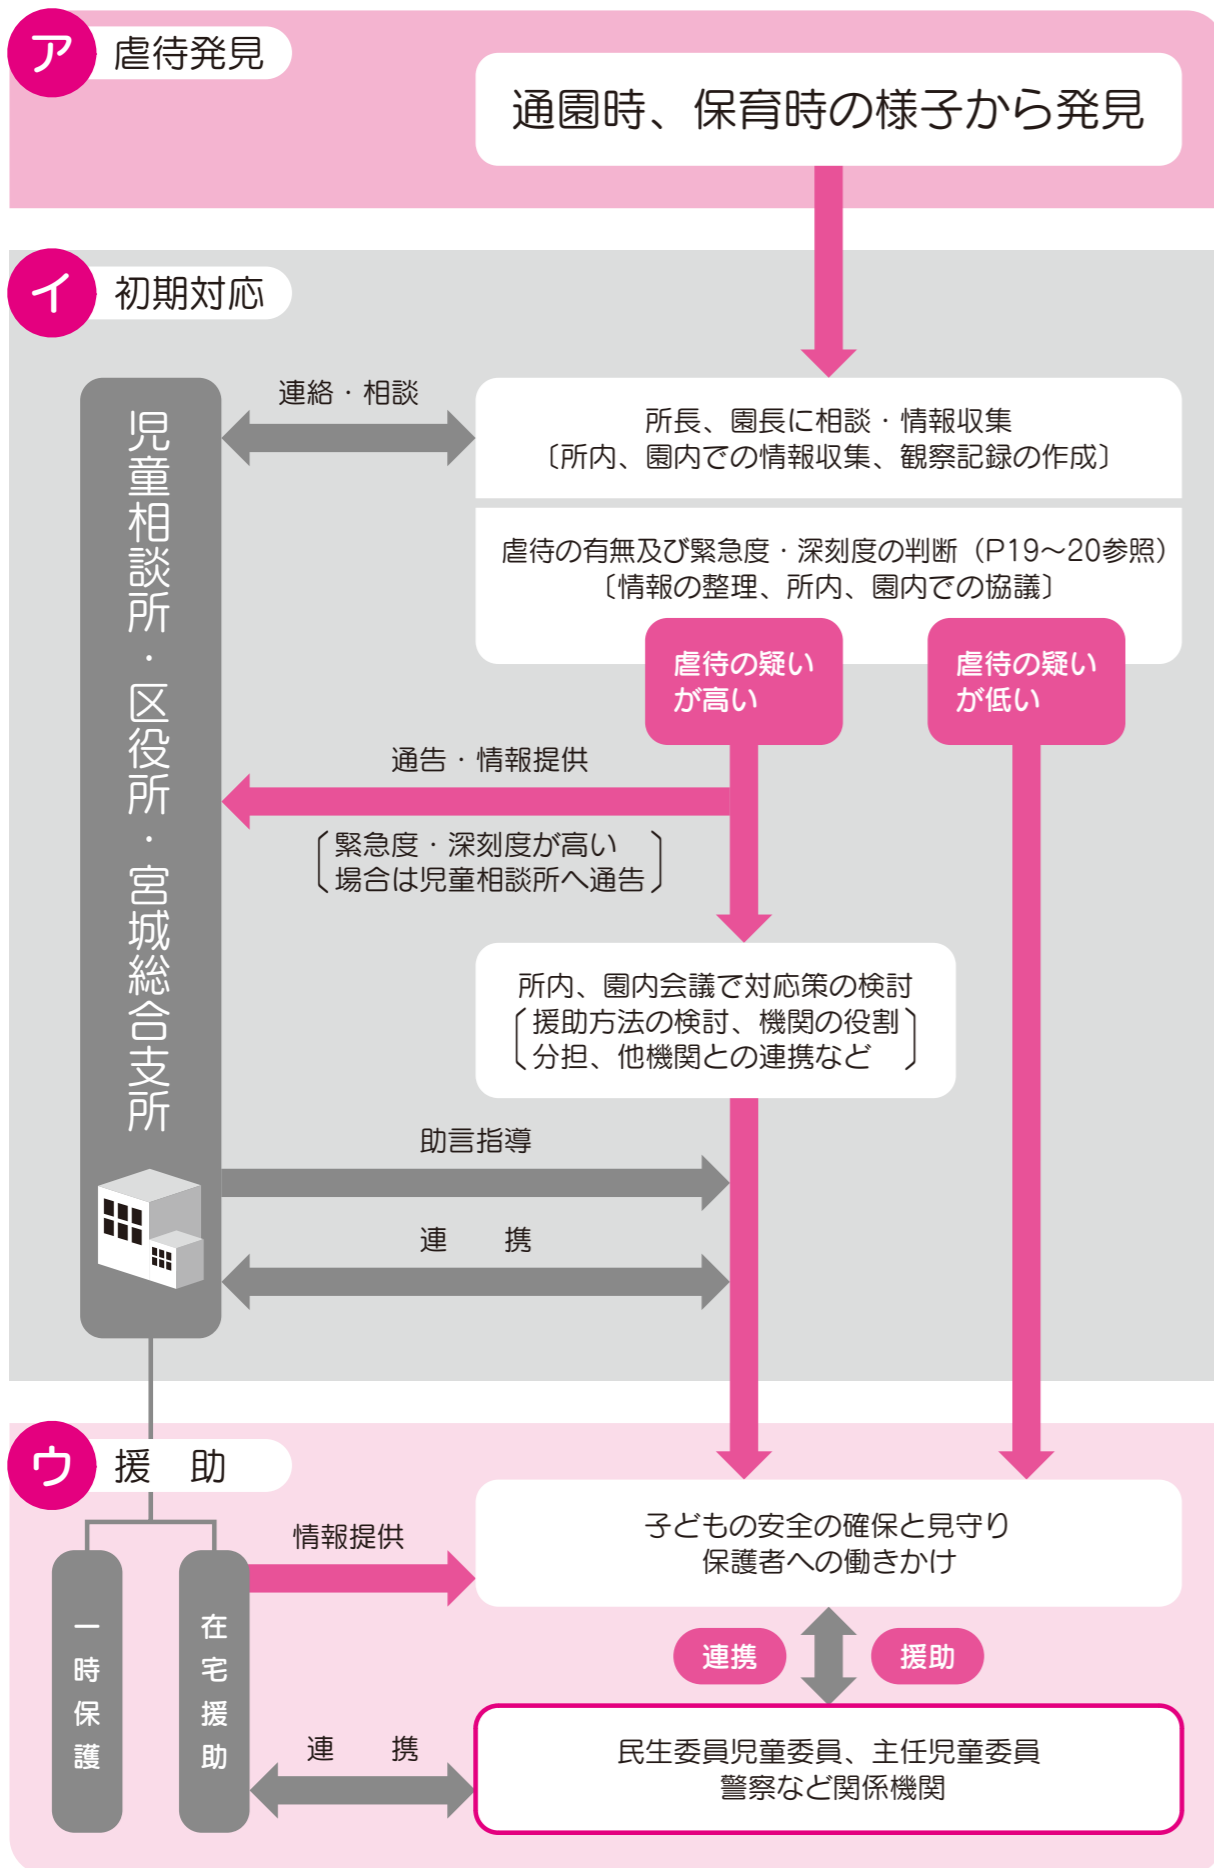 ア 虐待発見
通園時、保育時の様子から発見
イ 初期対応
児童相談所・区役所・宮城総合支所
連絡・相談
所長、園長に相談・情報収集
〔所内、園内での情報収集、観察記録の作成〕
虐待の有無及び緊急度・深刻度の判断（P19〜20参照）
〔情報の整理、所内、園内での協議〕
虐待の疑い
が高い
虐待の疑い
が低い
通告・情報提供
緊急度・深刻度が高い
場合は児童相談所へ通告
所内、園内会議で対応策の検討
援助方法の検討、機関の役割
分担、他機関との連携など
助言指導
連　携
ウ 援　助
一時保護
在宅援助
情報提供
子どもの安全の確保と見守り
保護者への働きかけ
連携
援助
連　携
民生委員児童委員、主任児童委員
警察など関係機関